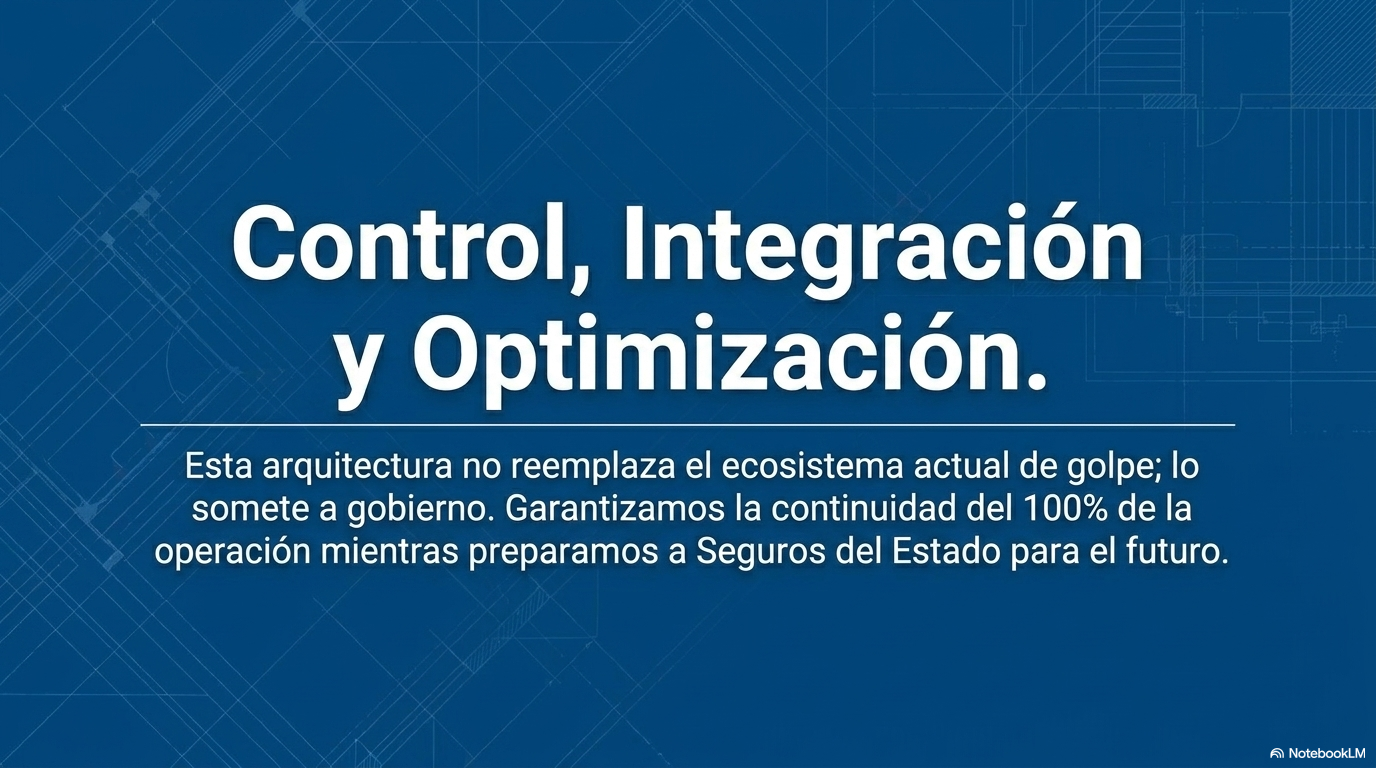 Control, Integración
y Optimización.
Esta arquitectura no reemplaza el ecosistema actual de golpe; lo
somete a gobierno. Garantizamos la continuidad del 100% de la
operación mientras preparamos a Seguros del Estado para el futuro.
NotebookLM